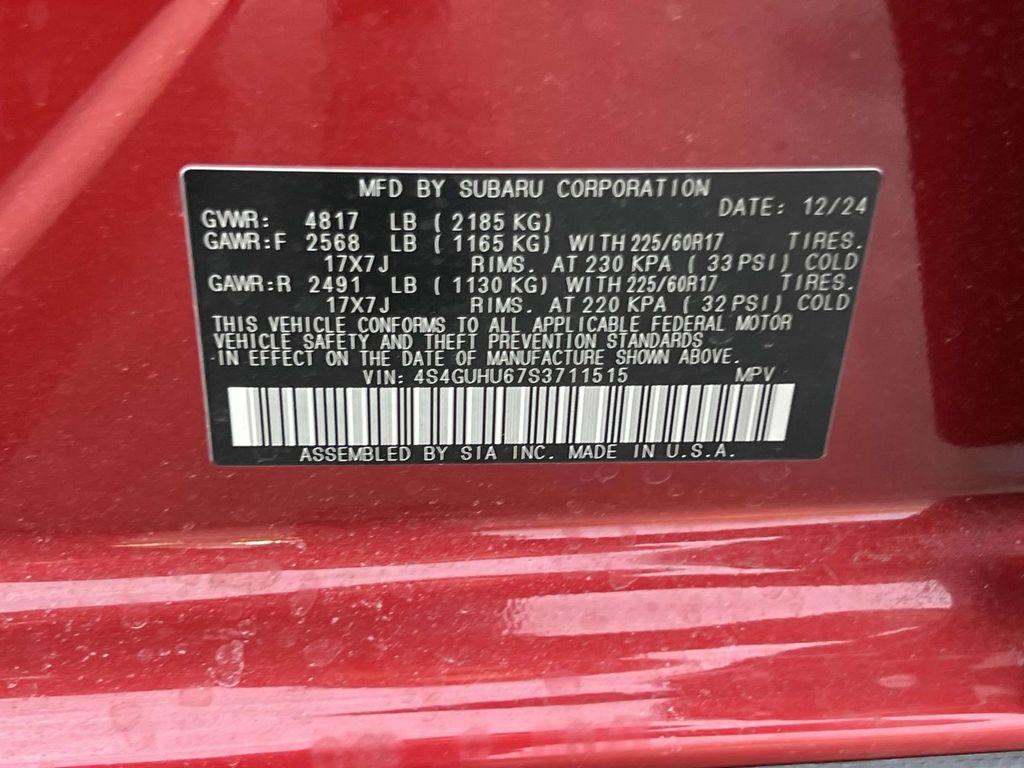 MFD BY SUBARU CORPORATION
DATE: 12/24
GVWR: 4817 LB ( 2185 KG)
GAWR:F 2568 LB ( 1165 KG) WITH 225/60R17 TIRES.
17X7J RIMS. AT 230 KPA ( 33 PSI) COLD
GAWR:R 2491 LB ( 1130 KG) WITH 225/60R17 TIRES.
17X7J RIMS. AT 220 KPA ( 32 PSI) COLD
THIS VEHICLE CONFORMS TO ALL APPLICABLE FEDERAL MOTOR
VEHICLE SAFETY AND THEFT PREVENTION STANDARDS
IN EFFECT ON THE DATE OF MANUFACTURE SHOWN ABOVE.
VIN: 4S4GUHU67S3711515 MPV
ASSEMBLED BY SIA INC. MADE IN U.S.A.